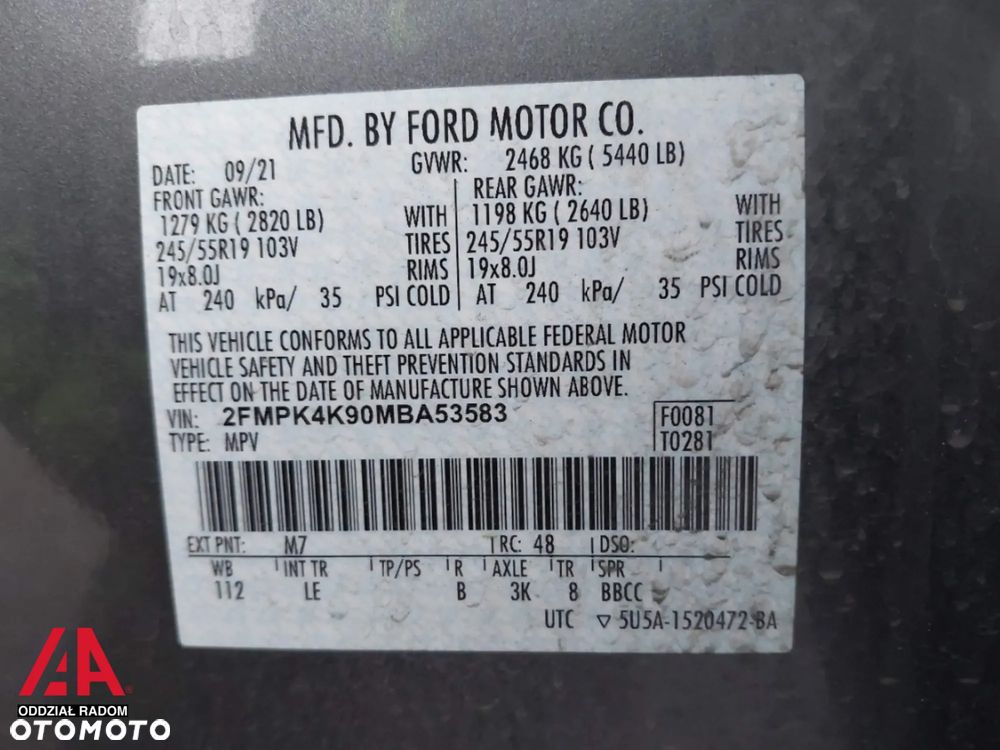 MFD. BY FORD MOTOR CO.
DATE: 09/21 GVWR: 2468 KG ( 5440 LB)
FRONT GAWR: REAR GAWR:
1279 KG ( 2820 LB) WITH 1198 KG ( 2640 LB) WITH
245/55R19 103V TIRES 245/55R19 103V TIRES
19x8.0J RIMS 19x8.0J RIMS
AT 240 kPa/ 35 PSI COLD AT 240 kPa/ 35 PSI COLD
THIS VEHICLE CONFORMS TO ALL APPLICABLE FEDERAL MOTOR
VEHICLE SAFETY AND THEFT PREVENTION STANDARDS IN
EFFECT ON THE DATE OF MANUFACTURE SHOWN ABOVE.
VIN: 2FMPK4K90MBA53583 F0081
TYPE: MPV T0281
EXT PNT: M7 RC: 48 DSO:
WB INT TR TP/PS R AXLE TR SPR
112 LE B 3K 8 BBCC
UTC ▽ 5U5A-1520472-BA
AA
ODDZIAŁ RADOM
OTOMOTO